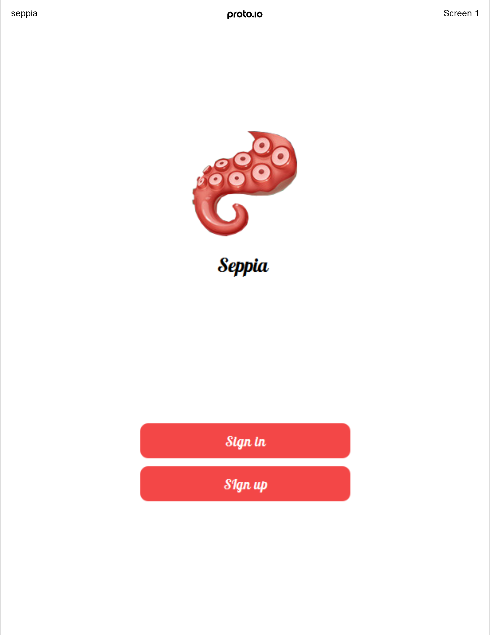 seppia
proto.io
Screen 1
Seppia
Sign in
SIgn up